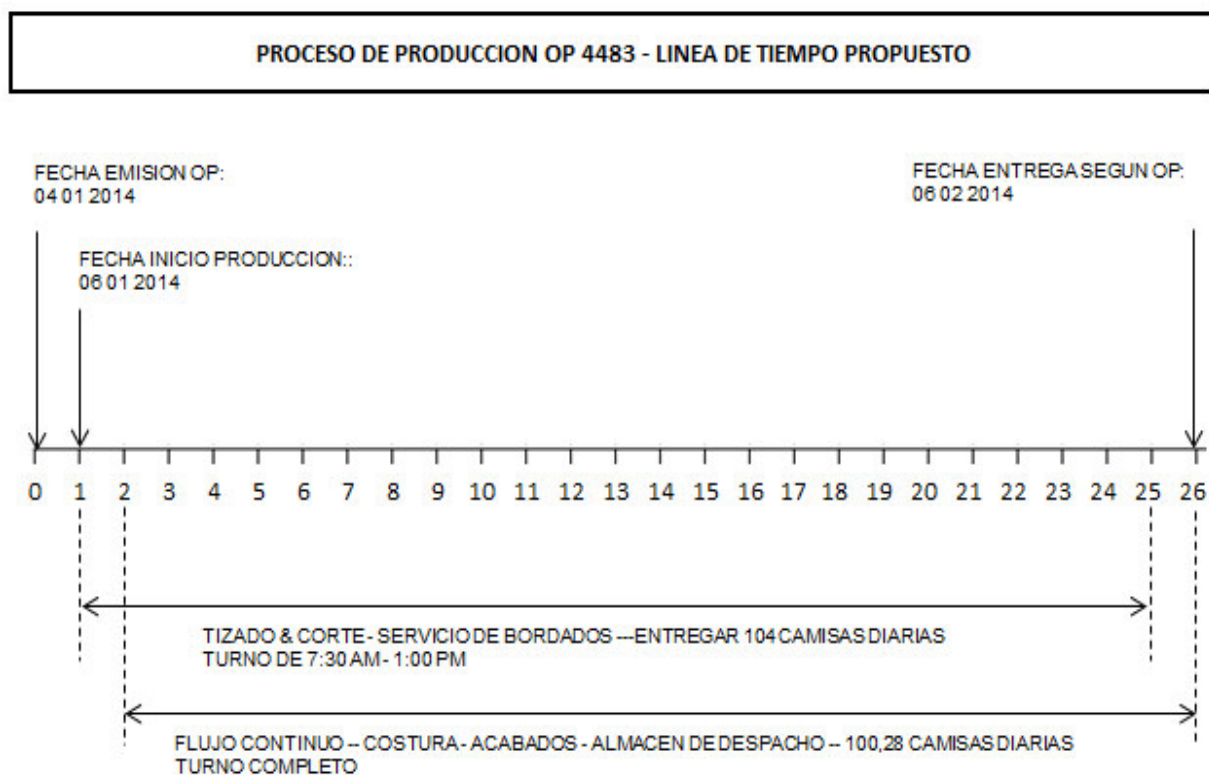 PROCESO DE PRODUCCION OP 4483 - LINEA DE TIEMPO PROPUESTO
FECHA EMISION OP:
04 01 2014
FECHA ENTREGA SEGUN OP:
06 02 2014
FECHA INICIO PRODUCCION::
06 01 2014
0 1 2 3 4 5 6 7 8 9 10 11 12 13 14 15 16 17 18 19 20 21 22 23 24 25 26
TIZADO & CORTE - SERVICIO DE BORDADOS ---ENTREGAR 104 CAMISAS DIARIAS
TURNO DE 7:30 AM - 1:00 PM
FLUJO CONTINUO -- COSTURA - ACABADOS - ALMACEN DE DESPACHO -- 100,28 CAMISAS DIARIAS
TURNO COMPLETO